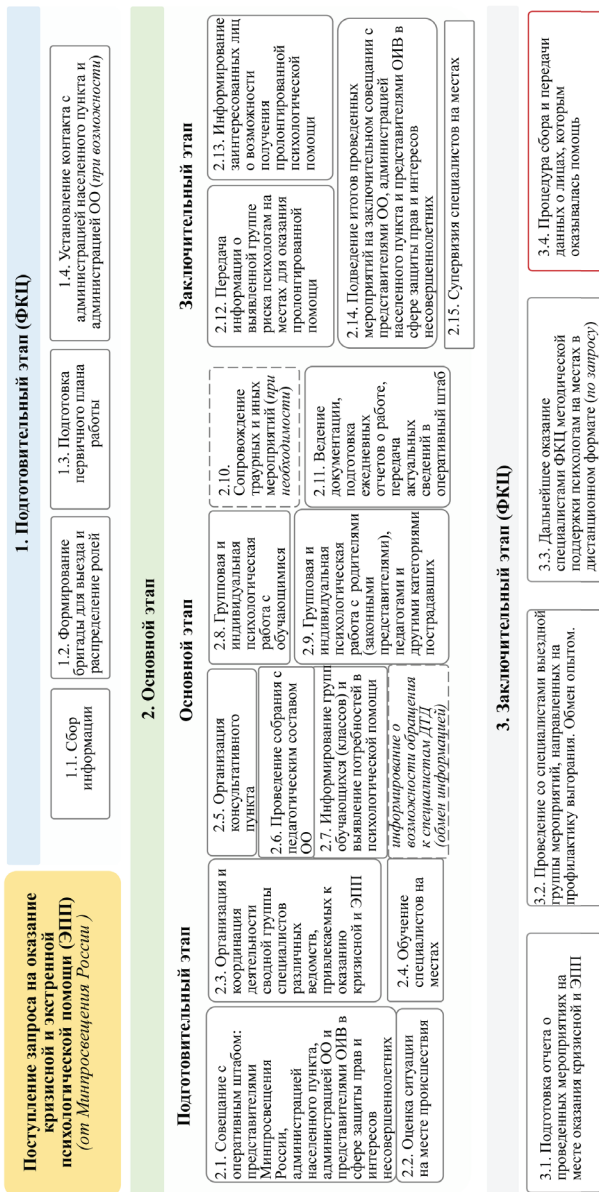 Поступление запроса на оказание
кризисной и экстренной
психологической помощи (ЭПП)
(от Минпросвещения России )
1. Подготовительный этап (ФКЦ)
1.1. Сбор
информации
1.2. Формирование
бригады для выезда и
распределение ролей
1.3. Подготовка
первичного плана
работы
1.4. Установление контакта с
администрацией населенного пункта и
администрацией ОО (при возможности)
2. Основной этап
Подготовительный этап
2.1. Совещание с
оперативным штабом:
представителями
Минпросвещения
России,
администрацией
населенного пункта,
администрацией ОО и
представителями ОИВ в
сфере защиты прав и
интересов
несовершеннолетних
2.2. Оценка ситуации
на месте происшествия
2.3. Организация и
координация
деятельности
сводной группы
специалистов
различных
ведомств,
привлекаемых к
оказанию
кризисной и ЭПП
2.4. Обучение
специалистов на
местах
Основной этап
2.5. Организация
консультативного
пункта
2.6. Проведение собрания с
педагогическим составом
ОО
2.7. Информирование групп
обучающихся (классов) и
выявление потребностей в
психологической помощи
информирование о
возможности обращения
к специалистам ДТД
(обмен информацией)
2.8. Групповая и
индивидуальная
психологическая
работа с
обучающимися
2.9. Групповая и
индивидуальная
психологическая
работа с родителями
(законными
представителями),
педагогами и
другими категориями
пострадавших
2.10.
Сопровождение
траурных и иных
мероприятий (при
необходимости)
2.11. Ведение
документации,
подготовка
ежедневных
отчетов о работе,
передача
актуальных
сведений в
оперативный штаб
Заключительный этап
2.12. Передача
информации о
выявленной группе
риска психологам на
местах для оказания
пролонгированной
помощи
2.13. Информирование
заинтересованных лиц
о возможности
получения
пролонгированной
психологической
помощи
2.14. Подведение итогов проведенных
мероприятий на заключительном совещании с
представителями ОО, администрацией
населенного пункта и представителями ОИВ в
сфере защиты прав и интересов
несовершеннолетних
2.15. Супервизия специалистов на местах
3. Заключительный этап (ФКЦ)
3.1. Подготовка отчета о
проведенных мероприятиях на
месте оказания кризисной и ЭПП
3.2. Проведение со специалистами выездной
группы мероприятий, направленных на
профилактику выгорания. Обмен опытом.
3.3. Дальнейшее оказание
специалистами ФКЦ методической
поддержки психологам на местах в
дистанционном формате (по запросу)
3.4. Процедура сбора и передачи
данных о лицах, которым
оказывалась помощь